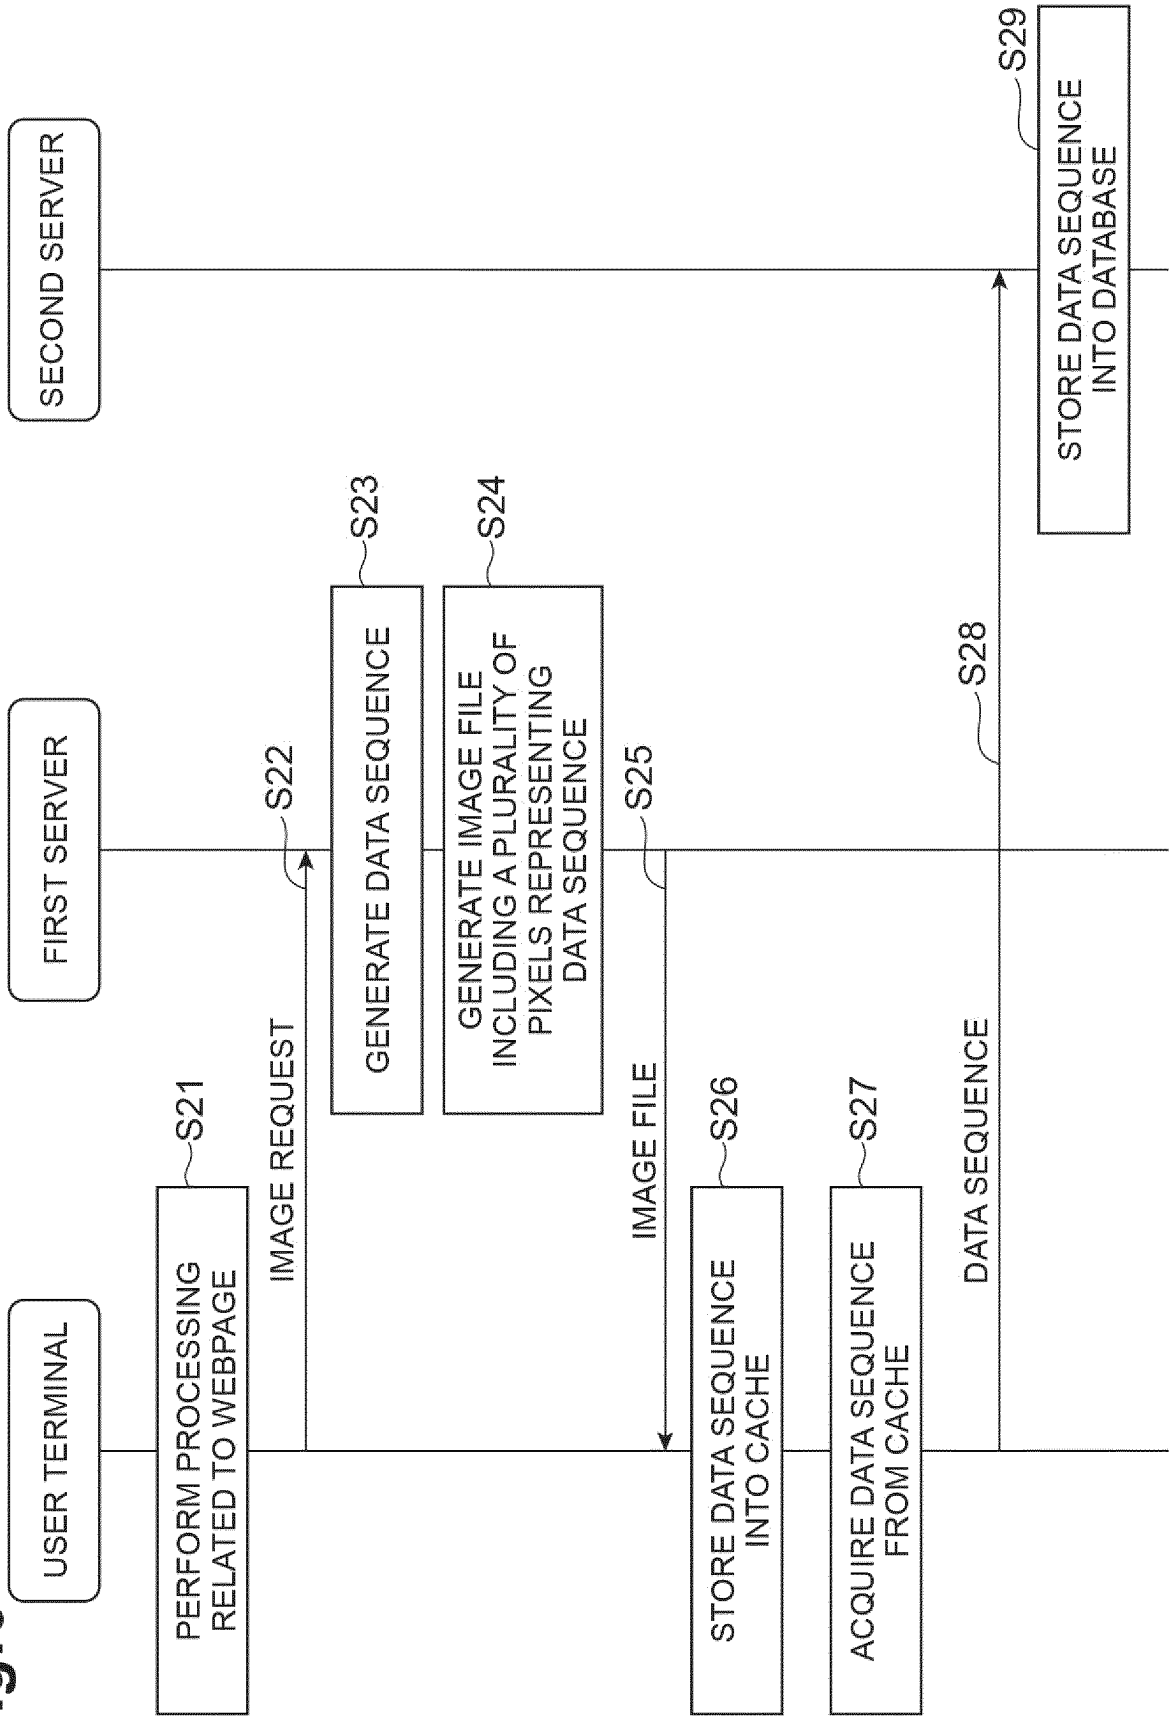 USER TERMINAL
FIRST SERVER
SECOND SERVER
PERFORM PROCESSING
RELATED TO WEBPAGE
S21
IMAGE REQUEST
S22
GENERATE DATA SEQUENCE
S23
GENERATE IMAGE FILE
INCLUDING A PLURALITY OF
PIXELS REPRESENTING
DATA SEQUENCE
S24
IMAGE FILE
S25
STORE DATA SEQUENCE
INTO CACHE
S26
ACQUIRE DATA SEQUENCE
FROM CACHE
S27
DATA SEQUENCE
S28
STORE DATA SEQUENCE
INTO DATABASE
S29